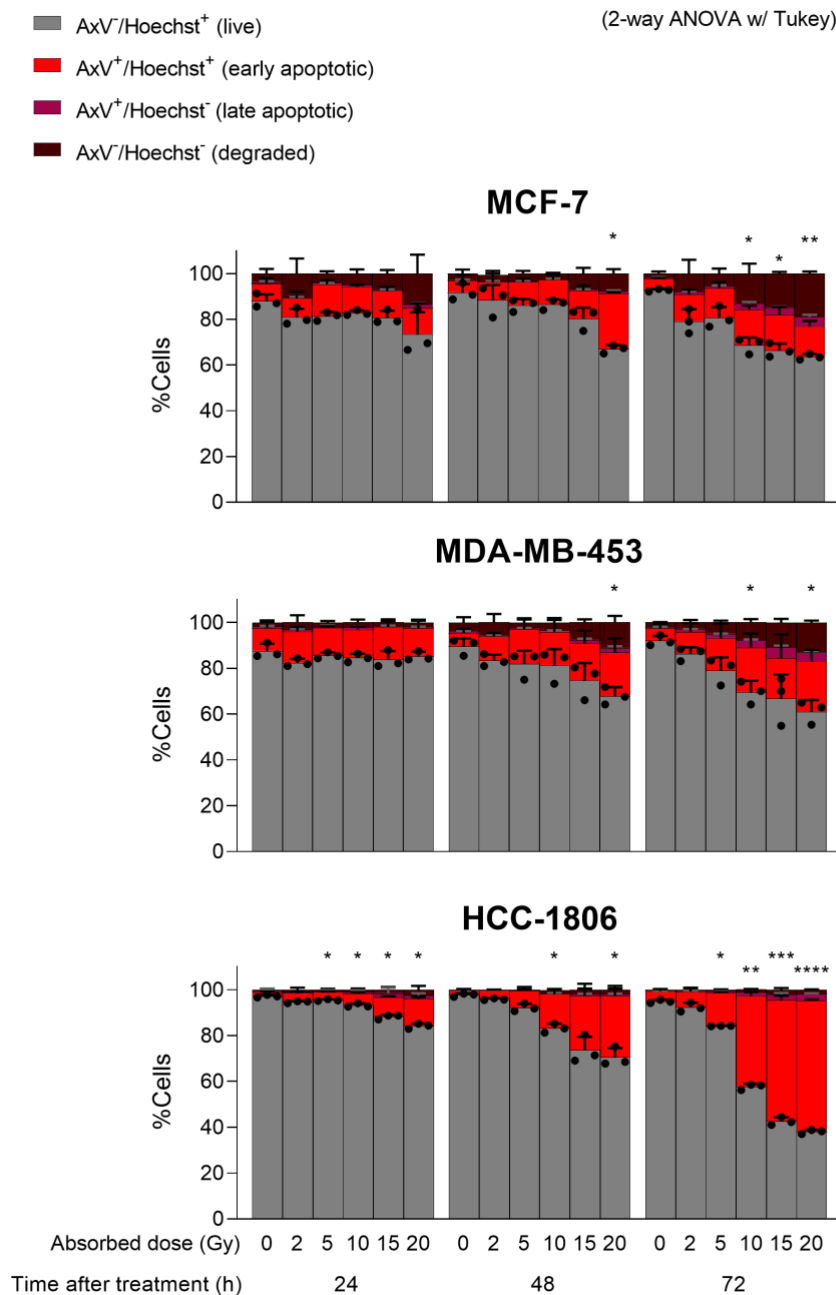 AxV⁻/Hoechst⁺ (live)
(2-way ANOVA w/ Tukey)
AxV⁺/Hoechst⁺ (early apoptotic)
AxV⁺/Hoechst⁻ (late apoptotic)
AxV⁻/Hoechst⁻ (degraded)
MCF-7
* * * **
100
80
60
40
20
0
%Cells
MDA-MB-453
* * *
100
80
60
40
20
0
%Cells
HCC-1806
* * * * * * * ** *** ****
100
80
60
40
20
0
%Cells
Absorbed dose (Gy) 0 2 5 10 15 20 0 2 5 10 15 20 0 2 5 10 15 20
Time after treatment (h) 24 48 72